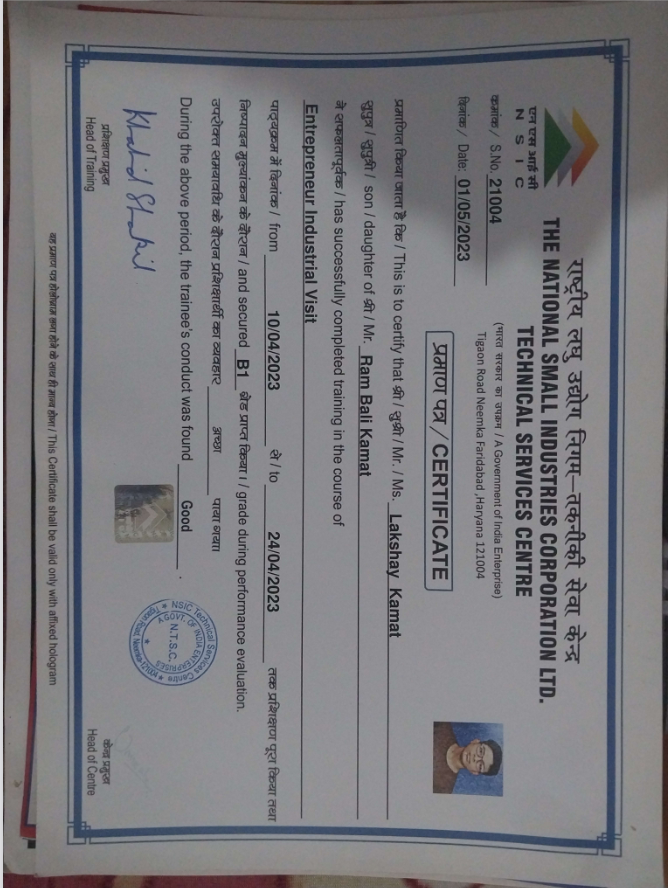 राष्ट्रीय लघु उद्योग निगम–तकनीकी सेवा केन्द्र
THE NATIONAL SMALL INDUSTRIES CORPORATION LTD.
TECHNICAL SERVICES CENTRE
एन एस आई सी
N S I C
(भारत सरकार का उपक्रम / A Government of India Enterprise)
Tigaon Road Neemka Faridabad ,Haryana 121004
क्रमांक / S.No. 21004
दिनांक / Date: 01/05/2023
प्रमाण पत्र / CERTIFICATE
प्रमाणित किया जाता है कि / This is to certify that श्री / सुश्री / Mr. / Ms. Lakshay Kamat
सुपुत्र / सुपुत्री / son / daughter of श्री / Mr. Ram Bali Kamat
ने सफलतापूर्वक / has successfully completed training in the course of
Entrepreneur Industrial Visit
पाठ्यक्रम में दिनांक / from 10/04/2023 से / to 24/04/2023 तक प्रशिक्षण पूरा किया तथा
निष्पादन मुल्यांकन के दौरान / and secured B1 ग्रेड प्राप्त किया। / grade during performance evaluation.
उपरोक्त समयावधि के दौरान प्रशिक्षार्थी का व्यवहार अच्छा पाया गया।
During the above period, the trainee's conduct was found Good .
Khahid Shakil
प्रशिक्षण प्रमुख
Head of Training
NSIC Technical Services Centre
A GOVT. OF INDIA ENTERPRISES
N.T.S.C.
केन्द्र प्रमुख
Head of Centre
यह प्रमाण पत्र होलोग्राम लगा होने के साथ ही मान्य होगा / This Certificate shall be valid only with affixed hologram